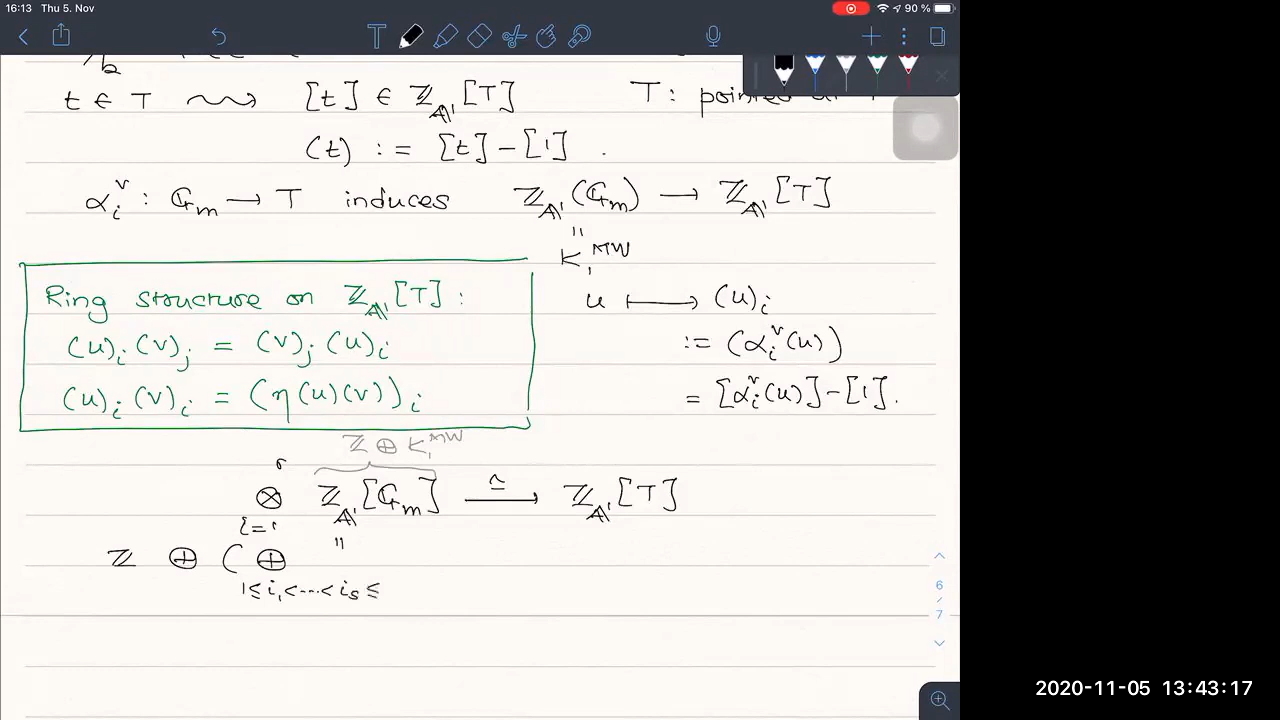 16:13 Thu 5. Nov 90 %
t ∈ T ⇝ [t] ∈ ℤ_{𝔸¹}[T] T : pointed
(t) := [t] - [1] .
α_i^∨ : 𝔾_m → T induces ℤ_{𝔸¹}(𝔾_m) → ℤ_{𝔸¹}[T]
"
K_1^{MW}
Ring structure on ℤ_{𝔸¹}[T] :
u ⟼ (u)_i
(u)_i (v)_j = (v)_j (u)_i
:= (α_i^∨(u))
(u)_i (v)_i = (η(u)(v))_i
= [α_i^∨(u)] - [1].
ℤ ⊕ K_1^{MW}
⊗_{i=1}^r ℤ_{𝔸¹}[𝔾_m] ≃→ ℤ_{𝔸¹}[T]
"
ℤ ⊕ ( ⊕
1 ≤ i_1 < ... < i_s ≤
6
/
7
2020-11-05 13:43:17